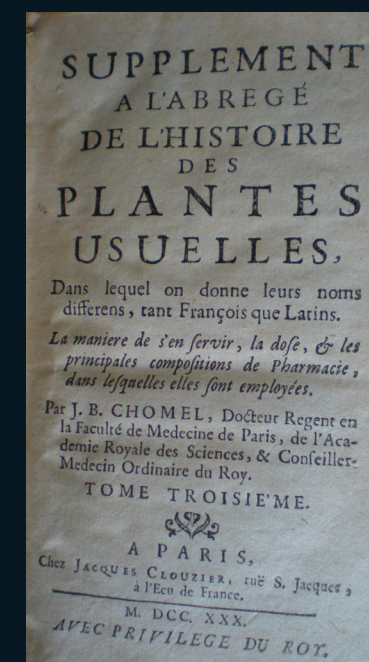 SUPPLEMENT
A L'ABREGÉ
DE L'HISTOIRE
DES
PLANTES
USUELLES,
Dans lequel on donne leurs noms
differens, tant François que Latins.
La maniere de s'en ſervir, la doſe, & les
principales compoſitions de Pharmacie,
dans leſquelles elles ſont employées.
Par J. B. CHOMEL, Docteur Regent en
la Faculté de Medecine de Paris, de l'Aca-
demie Royale des Sciences, & Conſeiller-
Medecin Ordinaire du Roy.
TOME TROISIE'ME.
A PARIS,
Chez JACQUES CLOUZIER, ruë S. Jacques,
à l'Ecu de France.
M. DCC. XXX.
AVEC PRIVILEGE DU ROY.